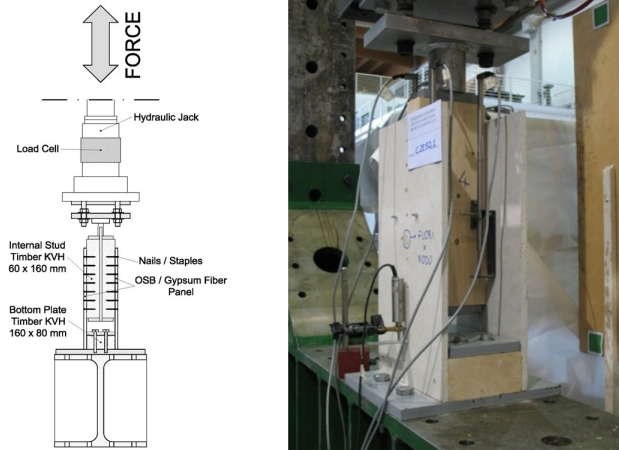 FORCE
Hydraulic Jack
Load Cell
Internal Stud
Timber KVH
60 x 160 mm
Nails / Staples
OSB / Gypsum Fiber
Panel
Bottom Plate
Timber KVH
160 x 80 mm
4